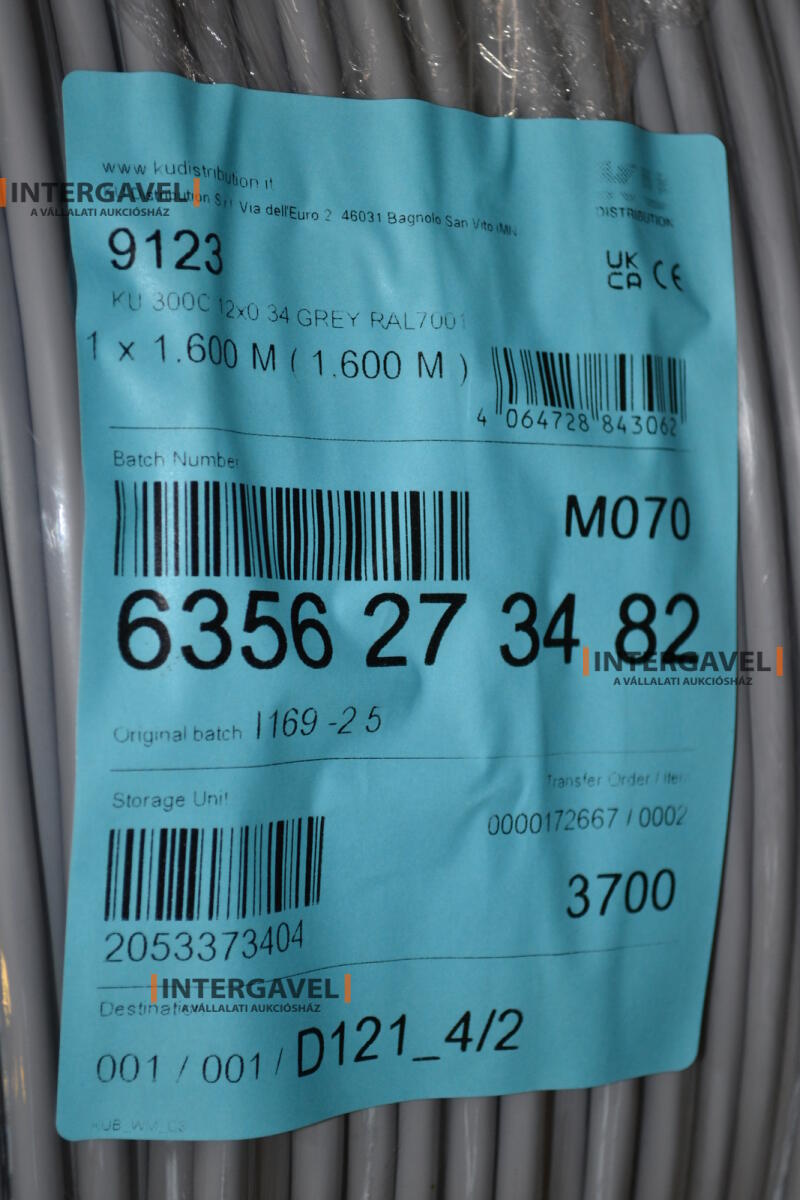 www kudistribution it
Distribution S.r.l Via dell'Euro 2 46031 Bagnolo San Vito (MN
DISTRIBUTION
9123
UK
CA CE
KU 300C 12x0 34 GREY RAL7001
1 x 1.600 M ( 1.600 M )
4 064728 843062
Batch Number
M070
6356 27 34 82
Original batch I169 -2 5
Storage Unit
Transfer Order / Item
0000172667 / 0002
3700
2053373404
Destination
001 / 001 / D121_4/2
INTERGAVEL
A VÁLLALATI AUKCIÓSHÁZ
INTERGAVEL
A VÁLLALATI AUKCIÓSHÁZ
INTERGAVEL
A VÁLLALATI AUKCIÓSHÁZ